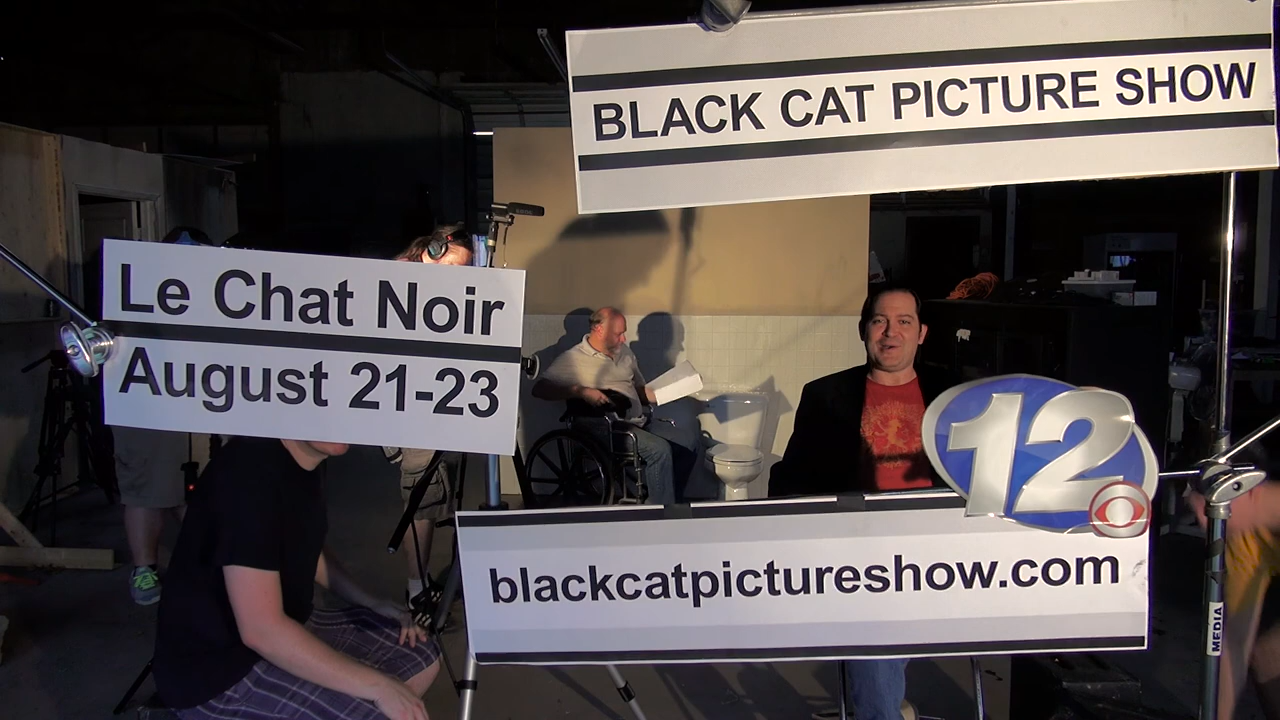 BLACK CAT PICTURE SHOW
Le Chat Noir
August 21-23
12
blackcatpictureshow.com
MEDIA